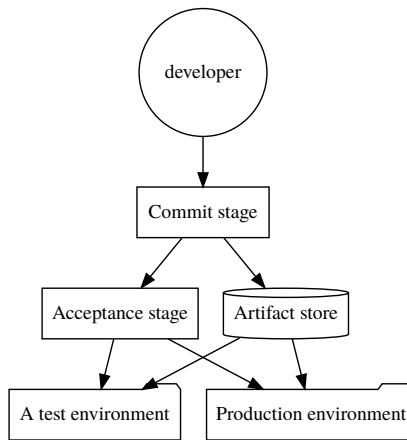 developer
Commit stage
Acceptance stage
Artifact store
A test environment
Production environment